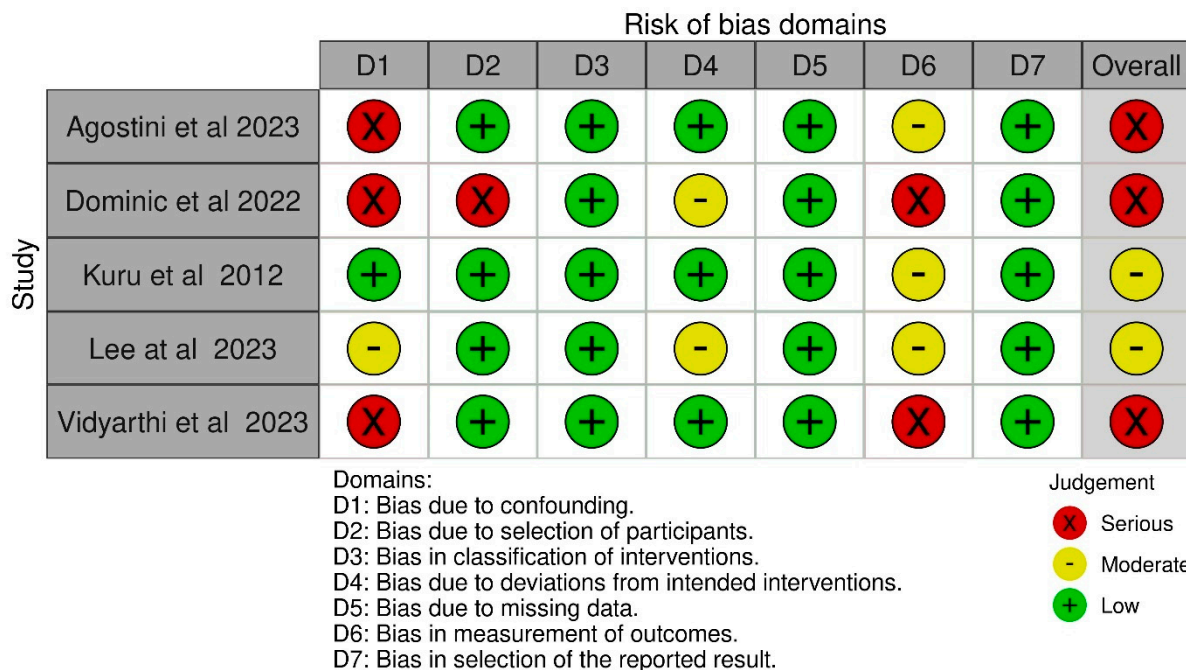 Risk of bias domains
D1 D2 D3 D4 D5 D6 D7 Overall
Study
Agostini et al 2023 X + + + + - + X
Dominic et al 2022 X X + - + X + X
Kuru et al 2012 + + + + + - + -
Lee at al 2023 - + + - + - + -
Vidyarthi et al 2023 X + + + + X + X
Domains:
D1: Bias due to confounding.
D2: Bias due to selection of participants.
D3: Bias in classification of interventions.
D4: Bias due to deviations from intended interventions.
D5: Bias due to missing data.
D6: Bias in measurement of outcomes.
D7: Bias in selection of the reported result.
Judgement
X Serious
- Moderate
+ Low